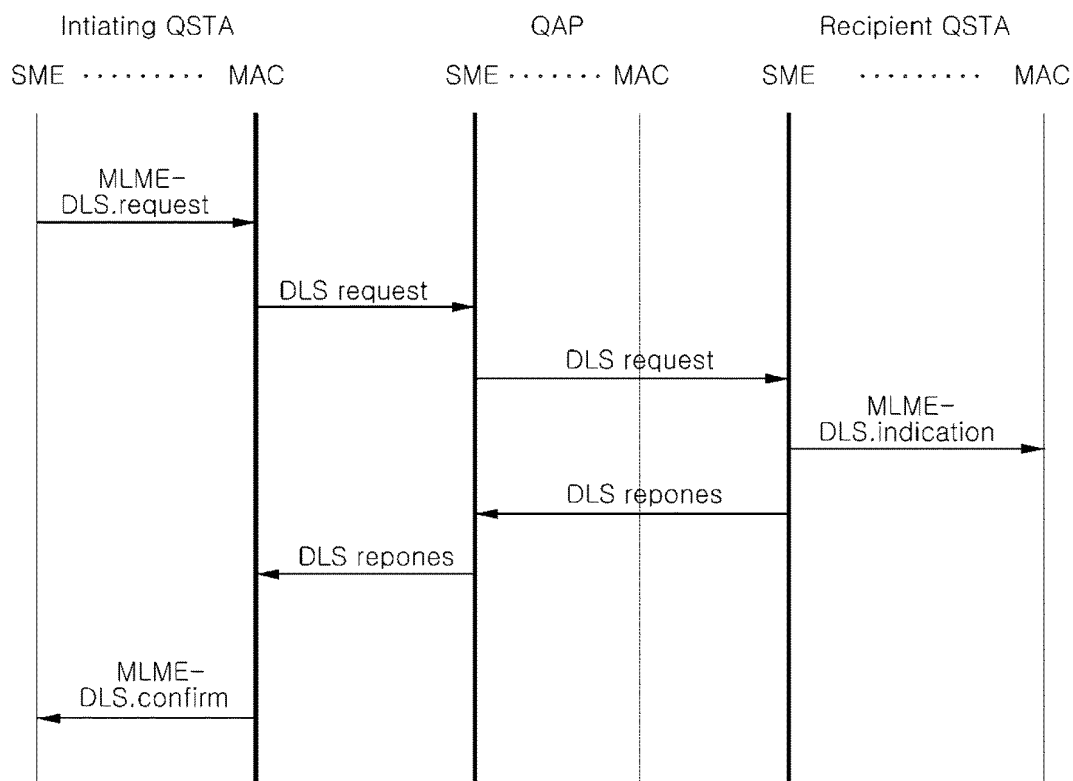 Intiating QSTA
QAP
Recipient QSTA
SME ········· MAC
SME ······· MAC
SME ········· MAC
MLME-
DLS.request
DLS request
DLS request
MLME-
DLS.indication
DLS repones
DLS repones
MLME-
DLS.confirm